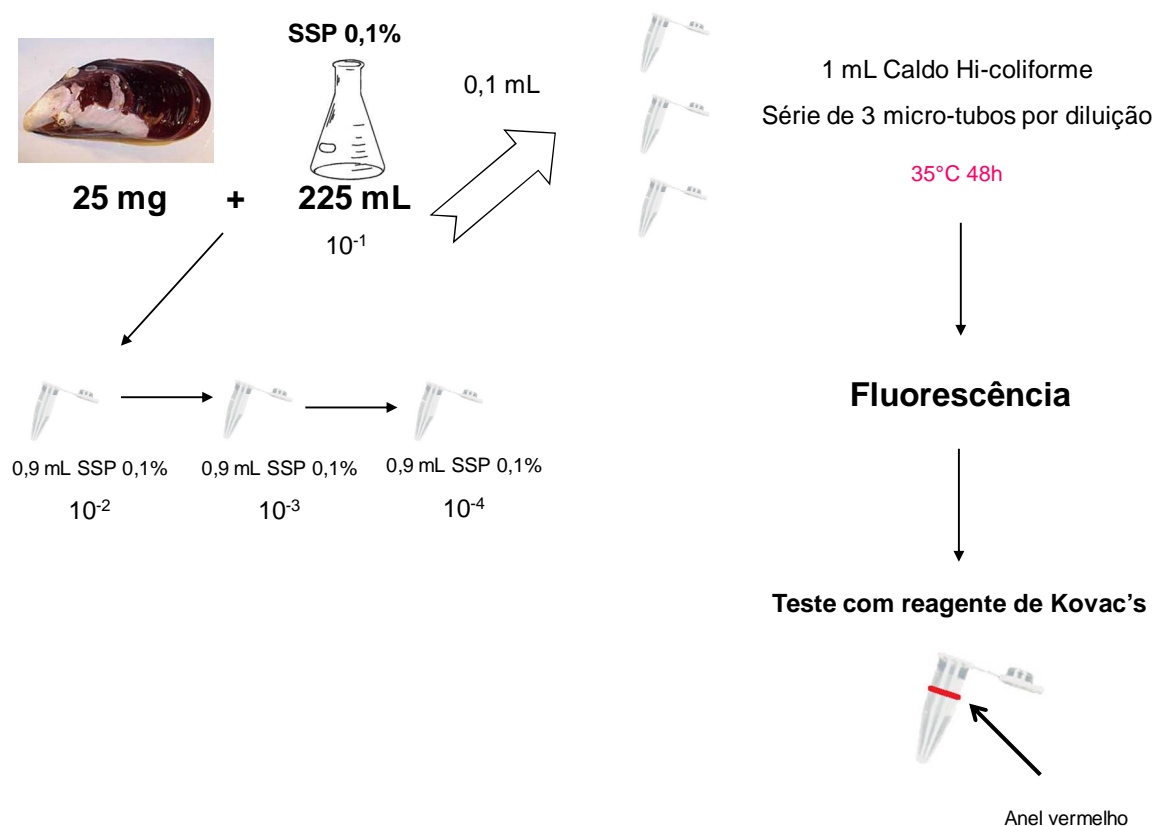 SSP 0,1%
0,1 mL
1 mL Caldo Hi-coliforme
Série de 3 micro-tubos por diluição
35°C 48h
25 mg + 225 mL
10-1
Fluorescência
0,9 mL SSP 0,1% 0,9 mL SSP 0,1% 0,9 mL SSP 0,1%
10-2 10-3 10-4
Teste com reagente de Kovac's
Anel vermelho